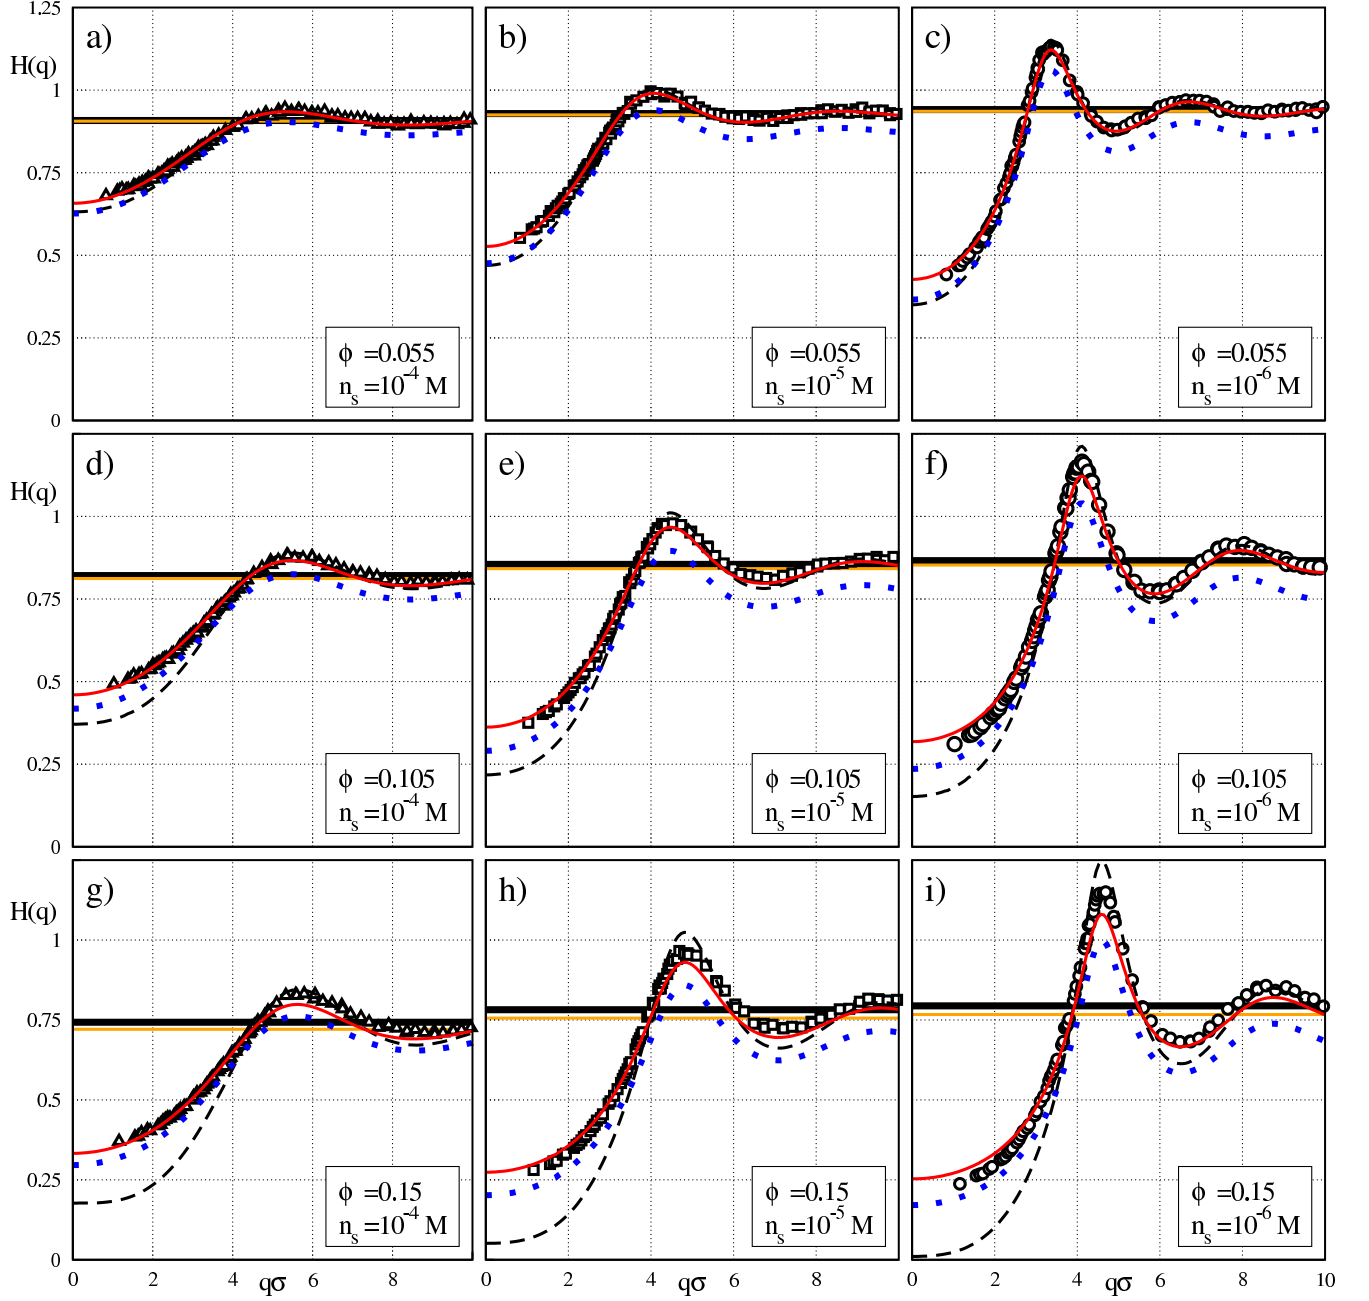 a) b) c)
1.25
H(q)
1
0.75
0.5
0.25
0
ϕ =0.055
n_s =10^-4 M
ϕ =0.055
n_s =10^-5 M
ϕ =0.055
n_s =10^-6 M
d) e) f)
H(q)
1
0.75
0.5
0.25
0
ϕ =0.105
n_s =10^-4 M
ϕ =0.105
n_s =10^-5 M
ϕ =0.105
n_s =10^-6 M
g) h) i)
H(q)
1
0.75
0.5
0.25
0
ϕ =0.15
n_s =10^-4 M
ϕ =0.15
n_s =10^-5 M
ϕ =0.15
n_s =10^-6 M
0 2 4 6 8 0 2 4 6 8 0 2 4 6 8 10
qσ qσ qσ